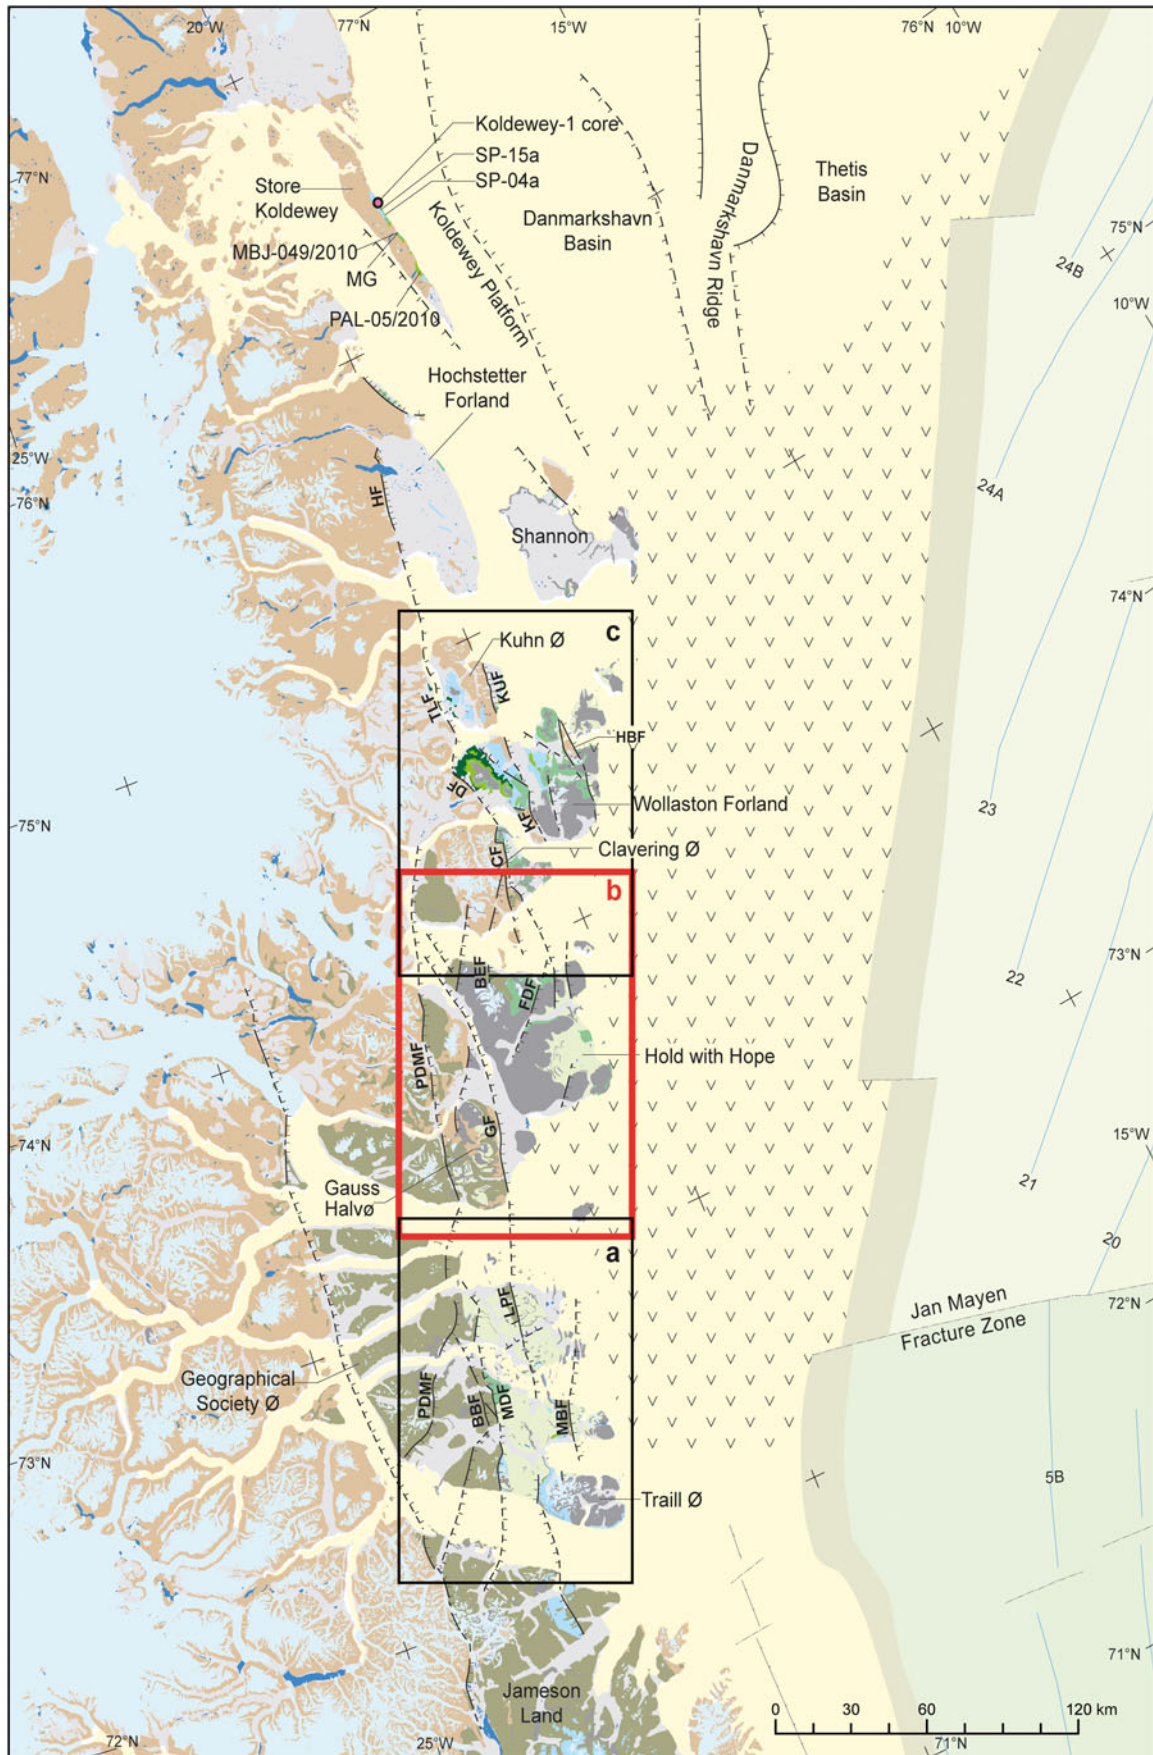 20°W
77°N
15°W
76°N
10°W
Koldewey-1 core
SP-15a
SP-04a
77°N
Store
Koldewey
MBJ-049/2010
MG
PAL-05/2010
Koldewey Platform
Danmarkshavn
Basin
Danmarkshavn Ridge
Thetis
Basin
75°N
24B
10°W
Hochstetter
Forland
25°W
76°N
HF
24A
Shannon
74°N
c
Kuhn Ø
KUF
TLF
HBF
DF
KF
Wollaston Forland
23
75°N
CF
Clavering Ø
b
BEF
FDF
73°N
22
PDMF
Hold with Hope
GF
15°W
74°N
Gauss
Halvø
21
20
a
Jan Mayen
Fracture Zone
72°N
LPF
Geographical
Society Ø
PDMF
BBF
MDF
MBF
73°N
5B
Traill Ø
71°N
Jameson
Land
0
30
60
120 km
72°N
25°W
71°N